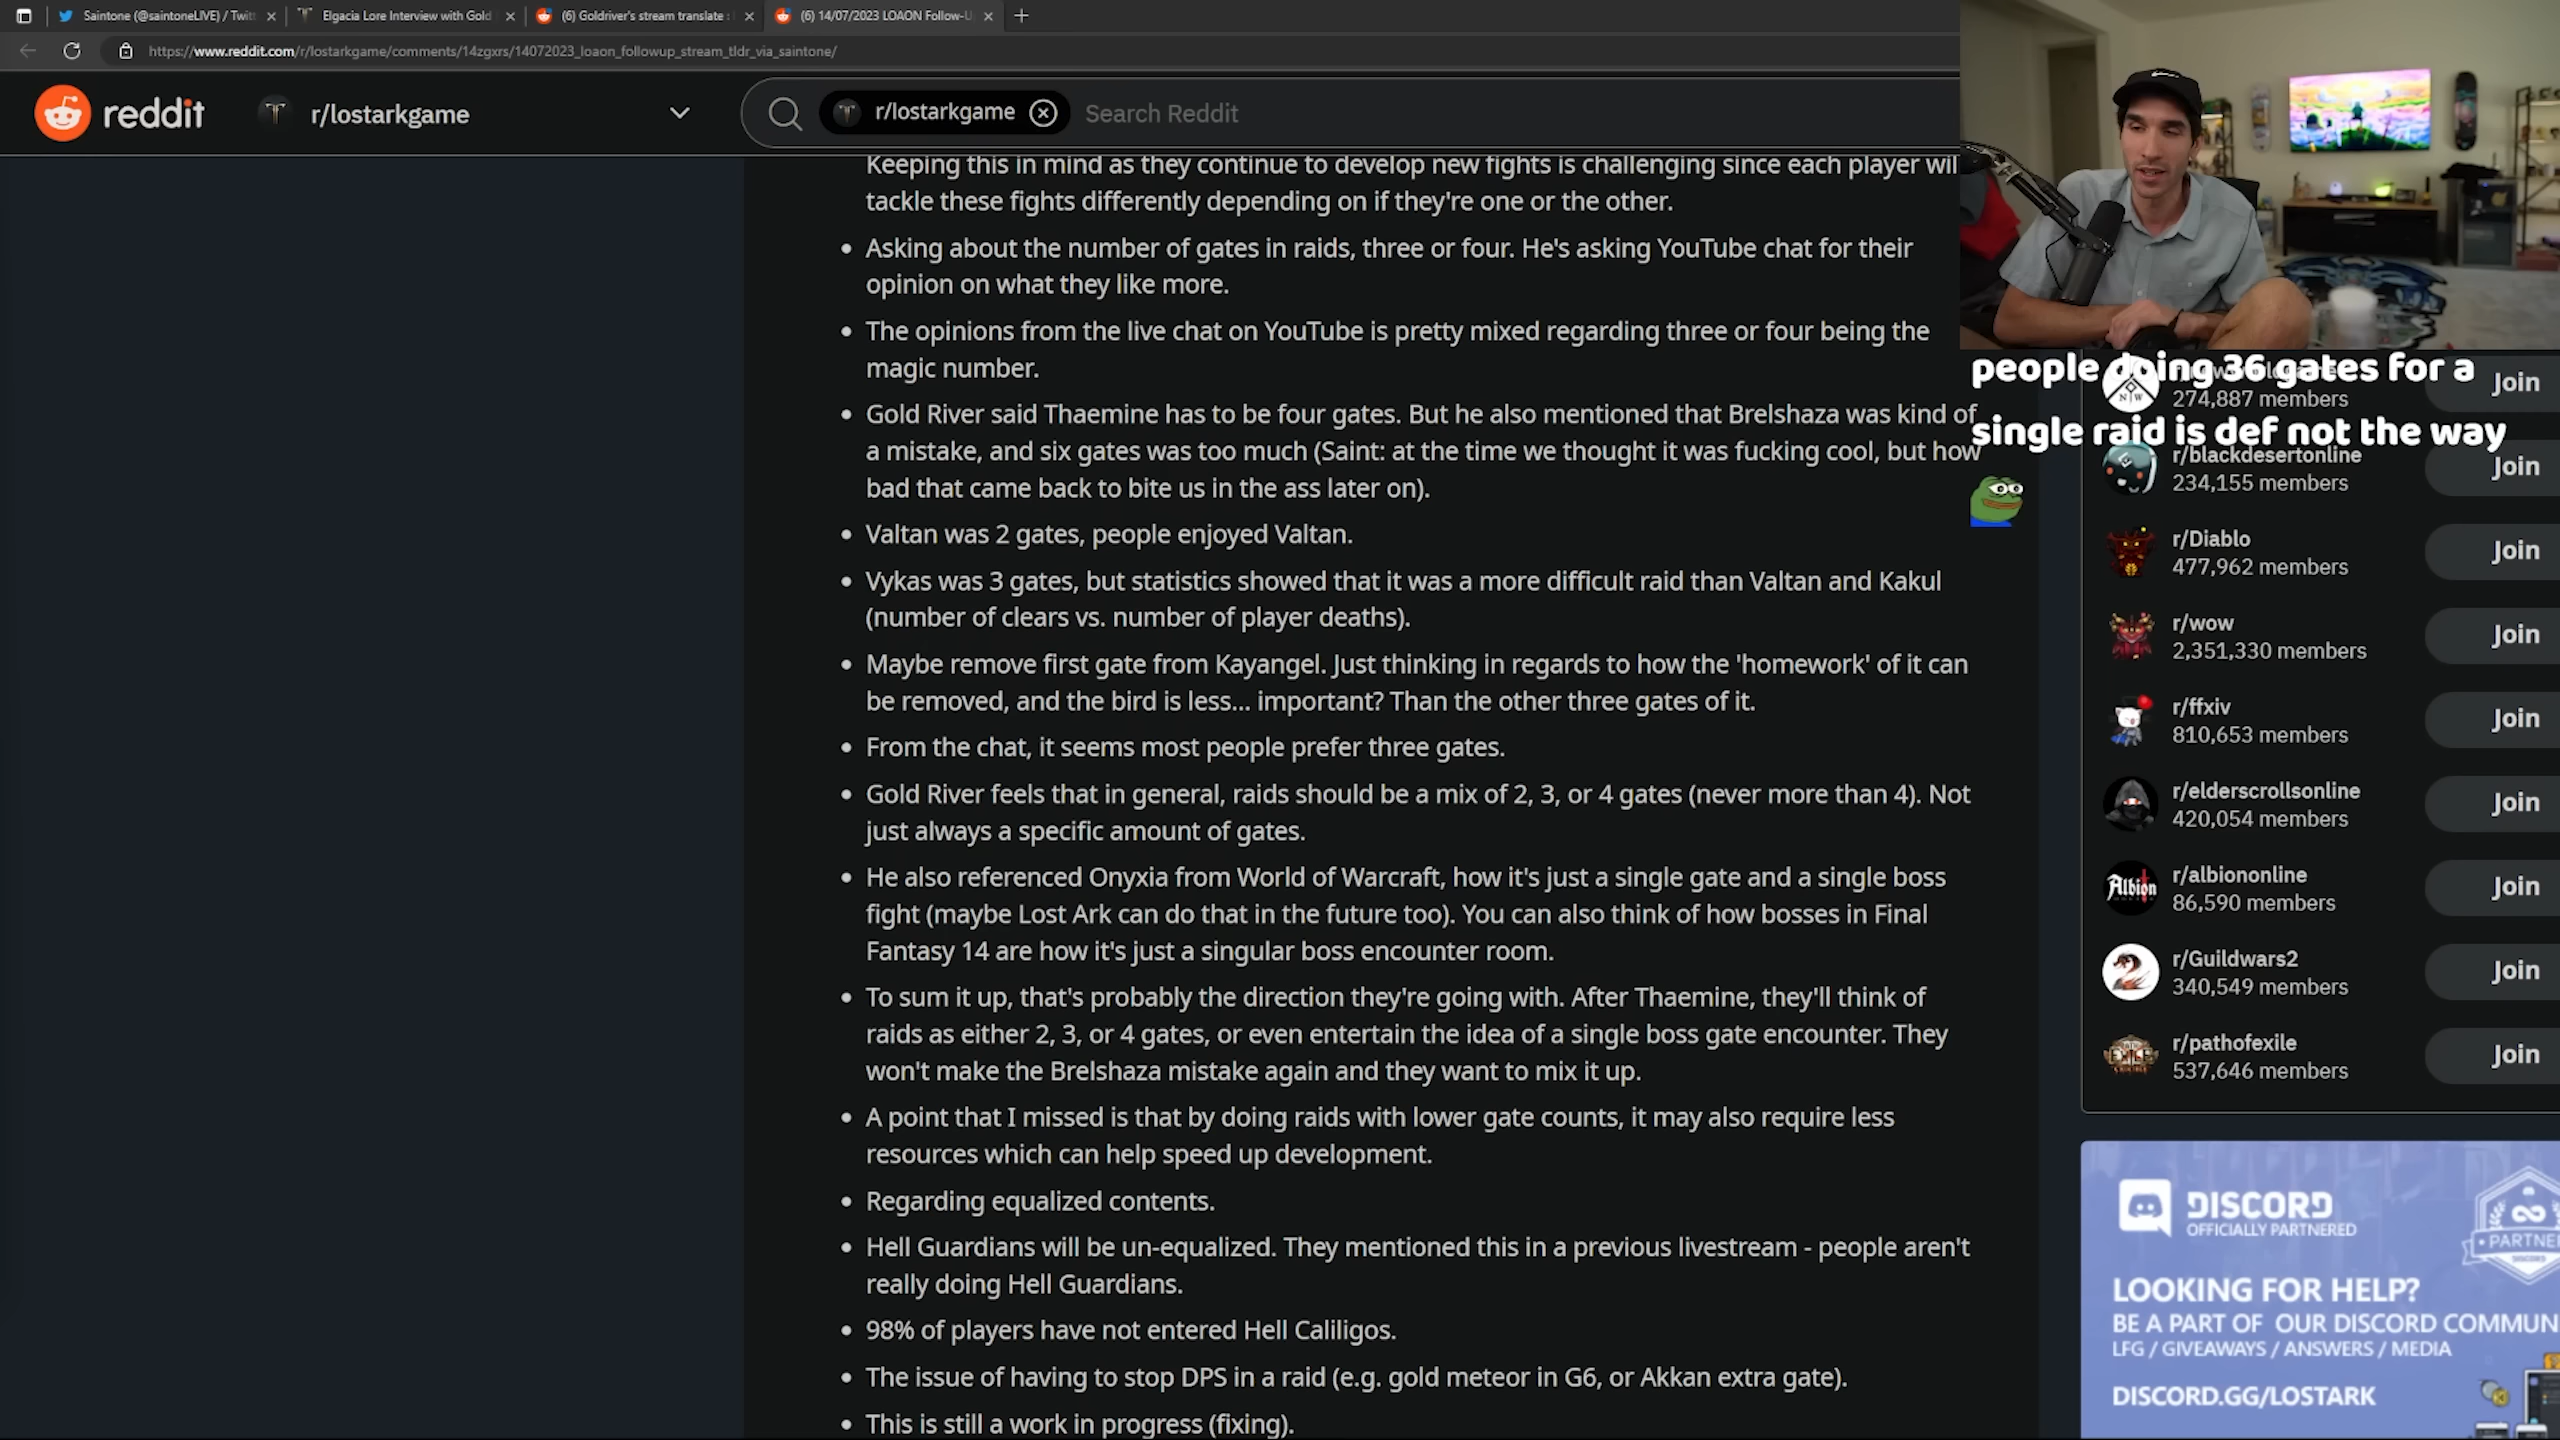 Saintone (@saintoneLIVE) / Twitt
Elgacia Lore Interview with Gold
(6) Goldriver's stream translate :
(6) 14/07/2023 LOAON Follow-U
https://www.reddit.com/r/lostarkgame/comments/14zgxrs/14072023_loaon_followup_stream_tldr_via_saintone/
reddit
r/lostarkgame
r/lostarkgame
Search Reddit
Keeping this in mind as they continue to develop new fights is challenging since each player will
tackle these fights differently depending on if they're one or the other.
• Asking about the number of gates in raids, three or four. He's asking YouTube chat for their
opinion on what they like more.
• The opinions from the live chat on YouTube is pretty mixed regarding three or four being the
magic number.
• Gold River said Thaemine has to be four gates. But he also mentioned that Brelshaza was kind of
a mistake, and six gates was too much (Saint: at the time we thought it was fucking cool, but how
bad that came back to bite us in the ass later on).
• Valtan was 2 gates, people enjoyed Valtan.
• Vykas was 3 gates, but statistics showed that it was a more difficult raid than Valtan and Kakul
(number of clears vs. number of player deaths).
• Maybe remove first gate from Kayangel. Just thinking in regards to how the 'homework' of it can
be removed, and the bird is less... important? Than the other three gates of it.
• From the chat, it seems most people prefer three gates.
• Gold River feels that in general, raids should be a mix of 2, 3, or 4 gates (never more than 4). Not
just always a specific amount of gates.
• He also referenced Onyxia from World of Warcraft, how it's just a single gate and a single boss
fight (maybe Lost Ark can do that in the future too). You can also think of how bosses in Final
Fantasy 14 are how it's just a singular boss encounter room.
• To sum it up, that's probably the direction they're going with. After Thaemine, they'll think of
raids as either 2, 3, or 4 gates, or even entertain the idea of a single boss gate encounter. They
won't make the Brelshaza mistake again and they want to mix it up.
• A point that I missed is that by doing raids with lower gate counts, it may also require less
resources which can help speed up development.
• Regarding equalized contents.
• Hell Guardians will be un-equalized. They mentioned this in a previous livestream - people aren't
really doing Hell Guardians.
• 98% of players have not entered Hell Caliligos.
• The issue of having to stop DPS in a raid (e.g. gold meteor in G6, or Akkan extra gate).
• This is still a work in progress (fixing).
people doing 36 gates for a
single raid is def not the way
274,887 members
Join
r/blackdesertonline
234,155 members
Join
r/Diablo
477,962 members
Join
r/wow
2,351,330 members
Join
r/ffxiv
810,653 members
Join
r/elderscrollsonline
420,054 members
Join
Albion
r/albiononline
86,590 members
Join
r/Guildwars2
340,549 members
Join
r/pathofexile
537,646 members
Join
DISCORD
OFFICIALLY PARTNERED
LOOKING FOR HELP?
BE A PART OF OUR DISCORD COMMUN
LFG / GIVEAWAYS / ANSWERS / MEDIA
DISCORD.GG/LOSTARK